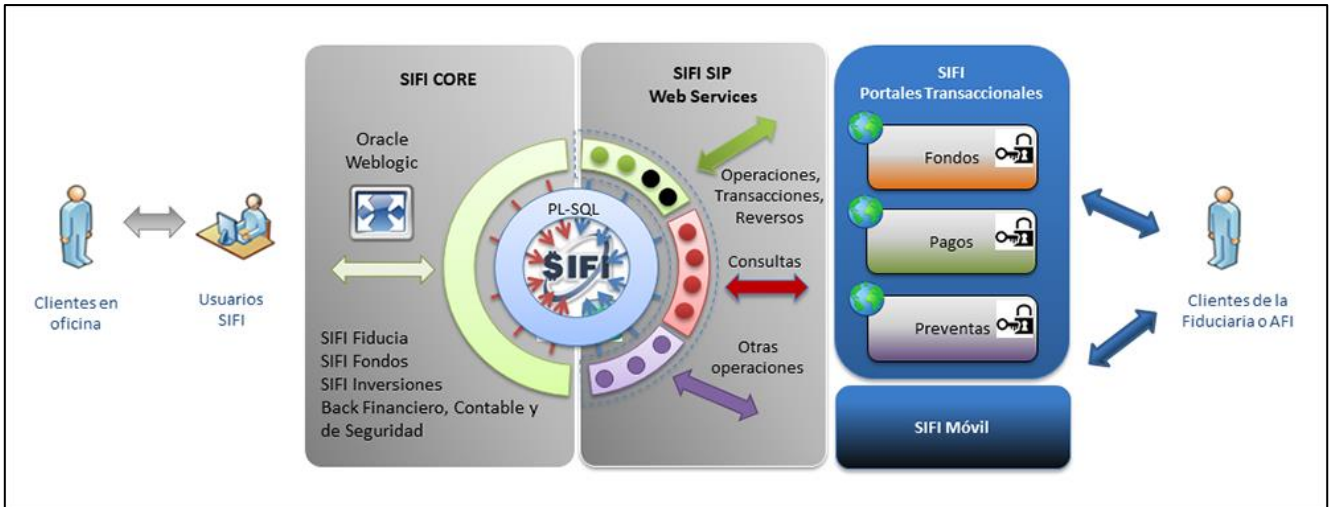 SIFI CORE
Oracle
Weblogic
PL-SQL
SIFI
SIFI Fiducia
SIFI Fondos
SIFI Inversiones
Back Financiero, Contable y
de Seguridad
Clientes en
oficina
Usuarios
SIFI
SIFI SIP
Web Services
Operaciones,
Transacciones,
Reversos
Consultas
Otras
operaciones
SIFI
Portales Transaccionales
Fondos
Pagos
Preventas
SIFI Móvil
Clientes de la
Fiduciaria o AFI